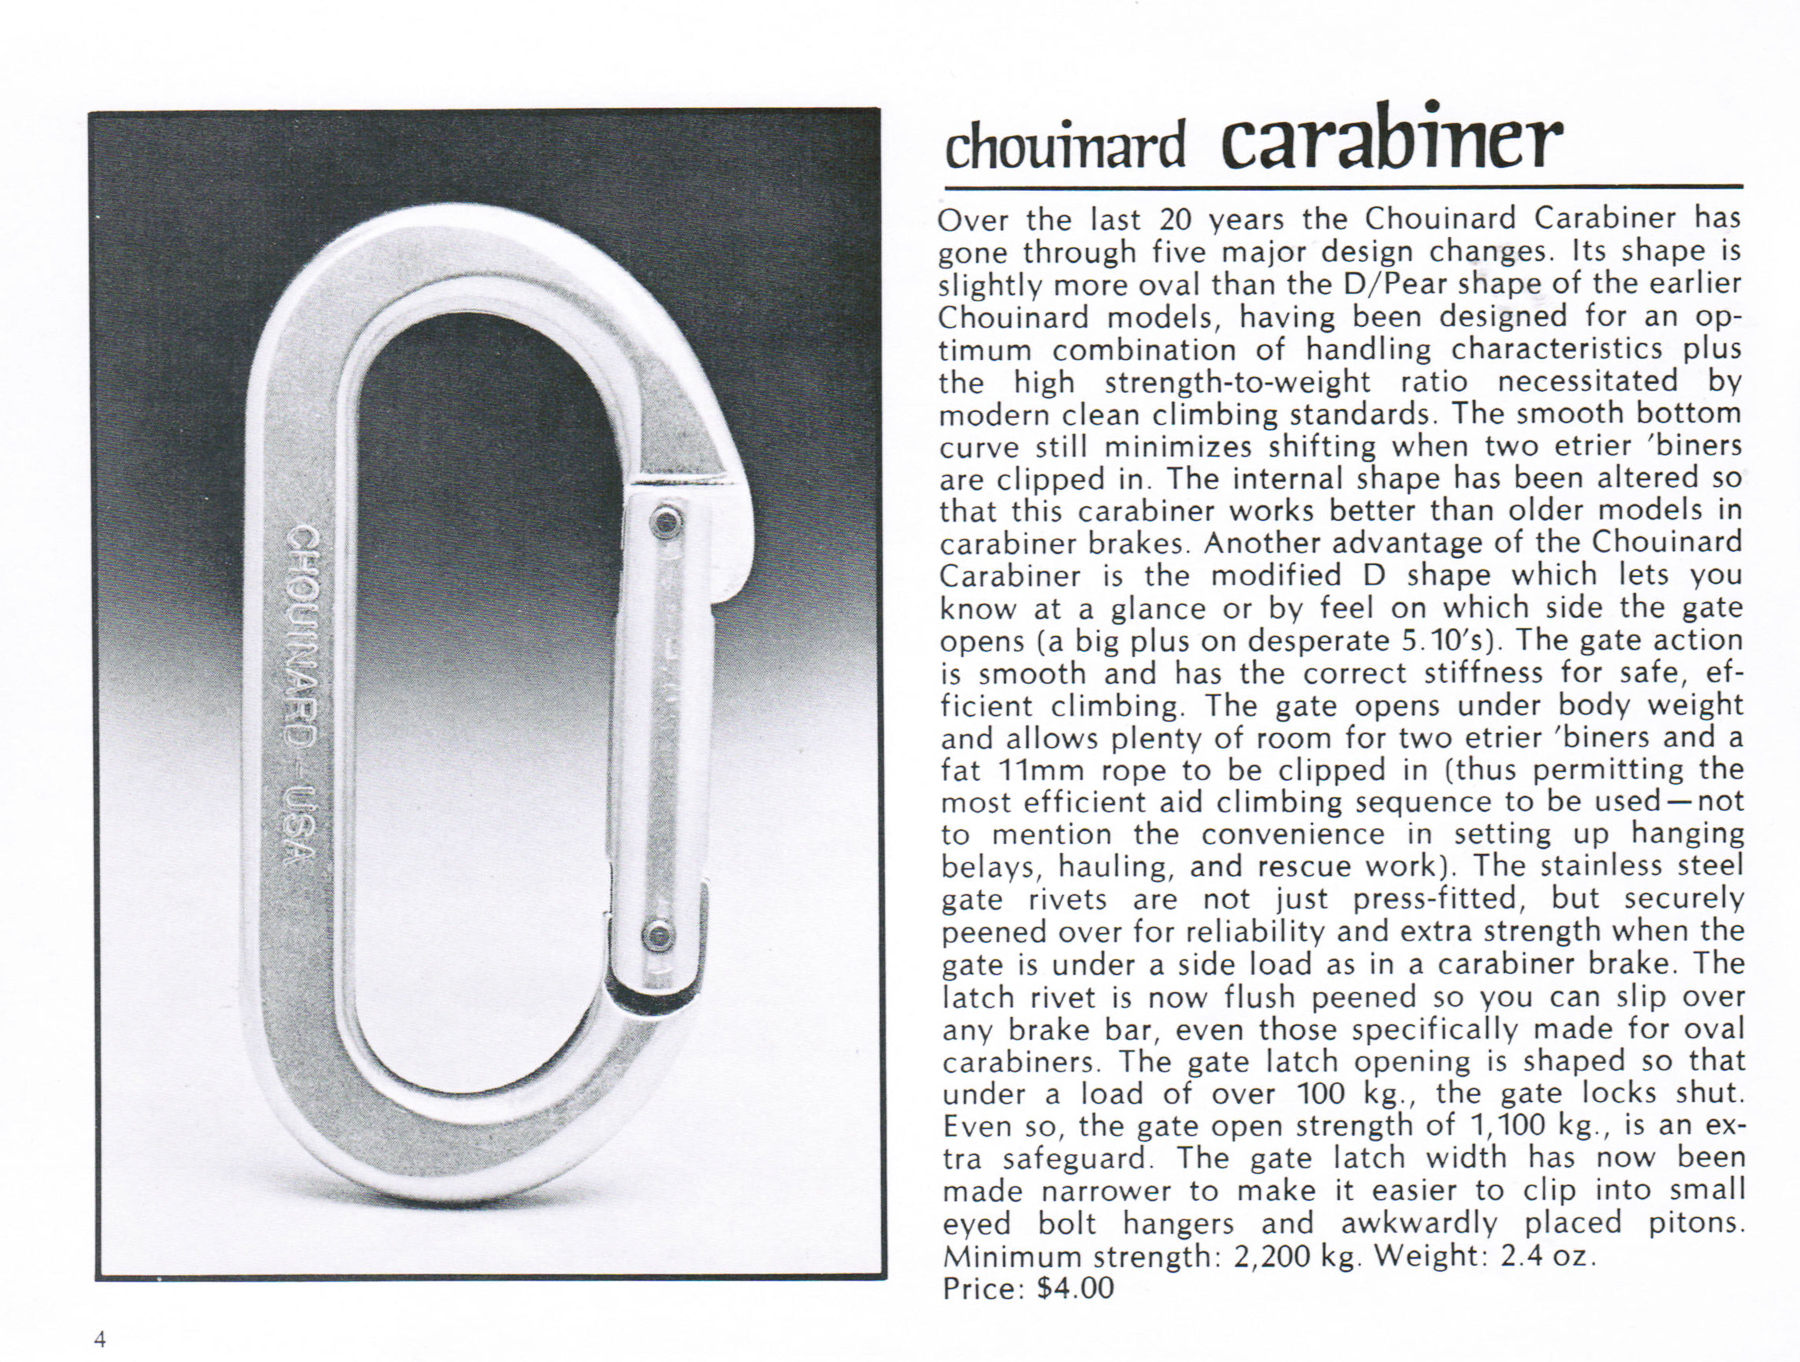 chouinard carabiner
Over the last 20 years the Chouinard Carabiner has
gone through five major design changes. Its shape is
slightly more oval than the D/Pear shape of the earlier
Chouinard models, having been designed for an op-
timum combination of handling characteristics plus
the high strength-to-weight ratio necessitated by
modern clean climbing standards. The smooth bottom
curve still minimizes shifting when two etrier 'biners
are clipped in. The internal shape has been altered so
that this carabiner works better than older models in
carabiner brakes. Another advantage of the Chouinard
Carabiner is the modified D shape which lets you
know at a glance or by feel on which side the gate
opens (a big plus on desperate 5.10's). The gate action
is smooth and has the correct stiffness for safe, ef-
ficient climbing. The gate opens under body weight
and allows plenty of room for two etrier 'biners and a
fat 11mm rope to be clipped in (thus permitting the
most efficient aid climbing sequence to be used—not
to mention the convenience in setting up hanging
belays, hauling, and rescue work). The stainless steel
gate rivets are not just press-fitted, but securely
peened over for reliability and extra strength when the
gate is under a side load as in a carabiner brake. The
latch rivet is now flush peened so you can slip over
any brake bar, even those specifically made for oval
carabiners. The gate latch opening is shaped so that
under a load of over 100 kg., the gate locks shut.
Even so, the gate open strength of 1,100 kg., is an ex-
tra safeguard. The gate latch width has now been
made narrower to make it easier to clip into small
eyed bolt hangers and awkwardly placed pitons.
Minimum strength: 2,200 kg. Weight: 2.4 oz.
Price: $4.00
CHOUINARD – USA
4